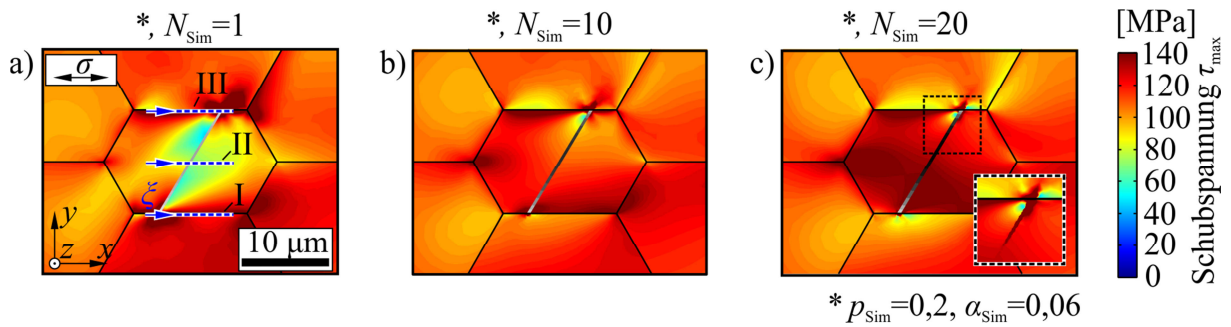 *, N_Sim=1
*, N_Sim=10
*, N_Sim=20
[MPa]
a)
σ
III
II
I
ξ
y
z
x
10 µm
b)
c)
140
120
100
80
60
40
20
0
Schubspannung τ_max
* p_Sim=0,2, α_Sim=0,06